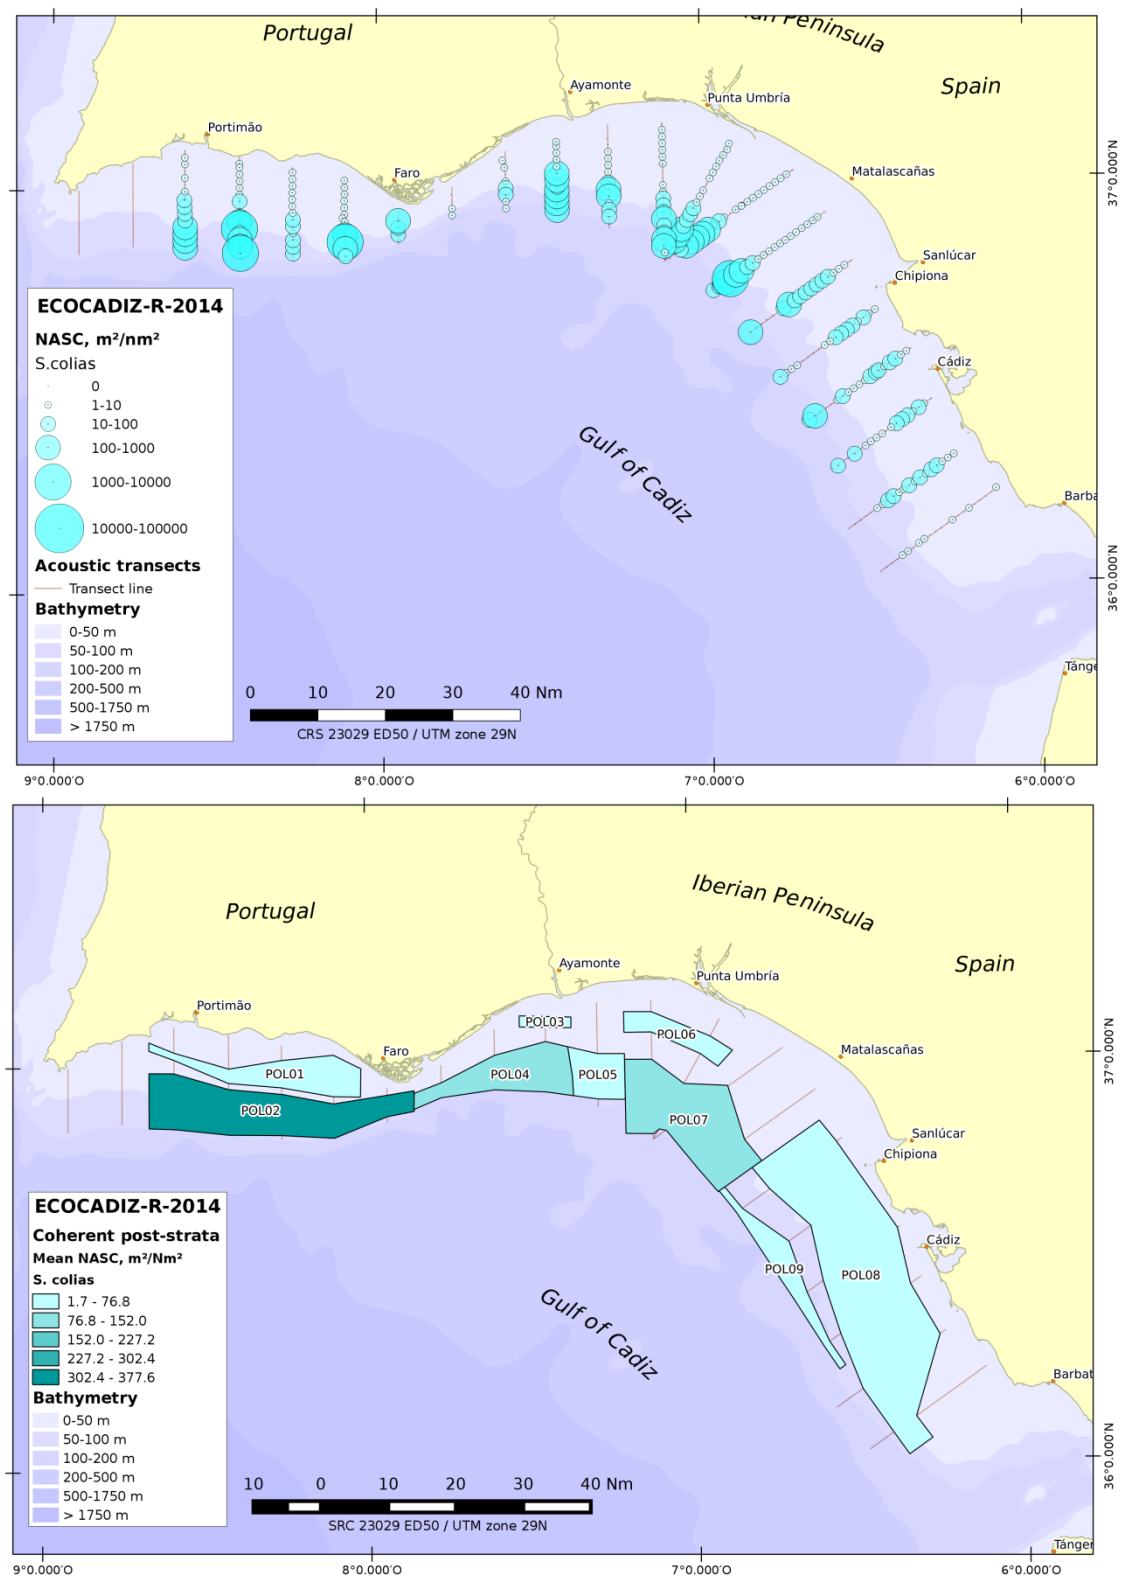 Portugal
ian Peninsula
Spain
Ayamonte
Punta Umbría
Portimão
Faro
Matalascañas
Sanlúcar
Chipiona
Cádiz
Barba
Tánge
Gulf of Cadiz
37°0.000'N
36°0.000'N
ECOCADIZ-R-2014
NASC, m²/nm²
S.colias
0
1-10
10-100
100-1000
1000-10000
10000-100000
Acoustic transects
Transect line
Bathymetry
0-50 m
50-100 m
100-200 m
200-500 m
500-1750 m
> 1750 m
0 10 20 30 40 Nm
CRS 23029 ED50 / UTM zone 29N
9°0.000'O 8°0.000'O 7°0.000'O 6°0.000'O
Portugal
Iberian Peninsula
Spain
Ayamonte
Punta Umbría
Portimão
Faro
Matalascañas
Sanlúcar
Chipiona
Cádiz
Barbat
Tánger
POL01
POL02
POL03
POL04
POL05
POL06
POL07
POL08
POL09
Gulf of Cadiz
37°0.000'N
36°0.000'N
ECOCADIZ-R-2014
Coherent post-strata
Mean NASC, m²/Nm²
S. colias
1.7 - 76.8
76.8 - 152.0
152.0 - 227.2
227.2 - 302.4
302.4 - 377.6
Bathymetry
0-50 m
50-100 m
100-200 m
200-500 m
500-1750 m
> 1750 m
10 0 10 20 30 40 Nm
SRC 23029 ED50 / UTM zone 29N
9°0.000'O 8°0.000'O 7°0.000'O 6°0.000'O